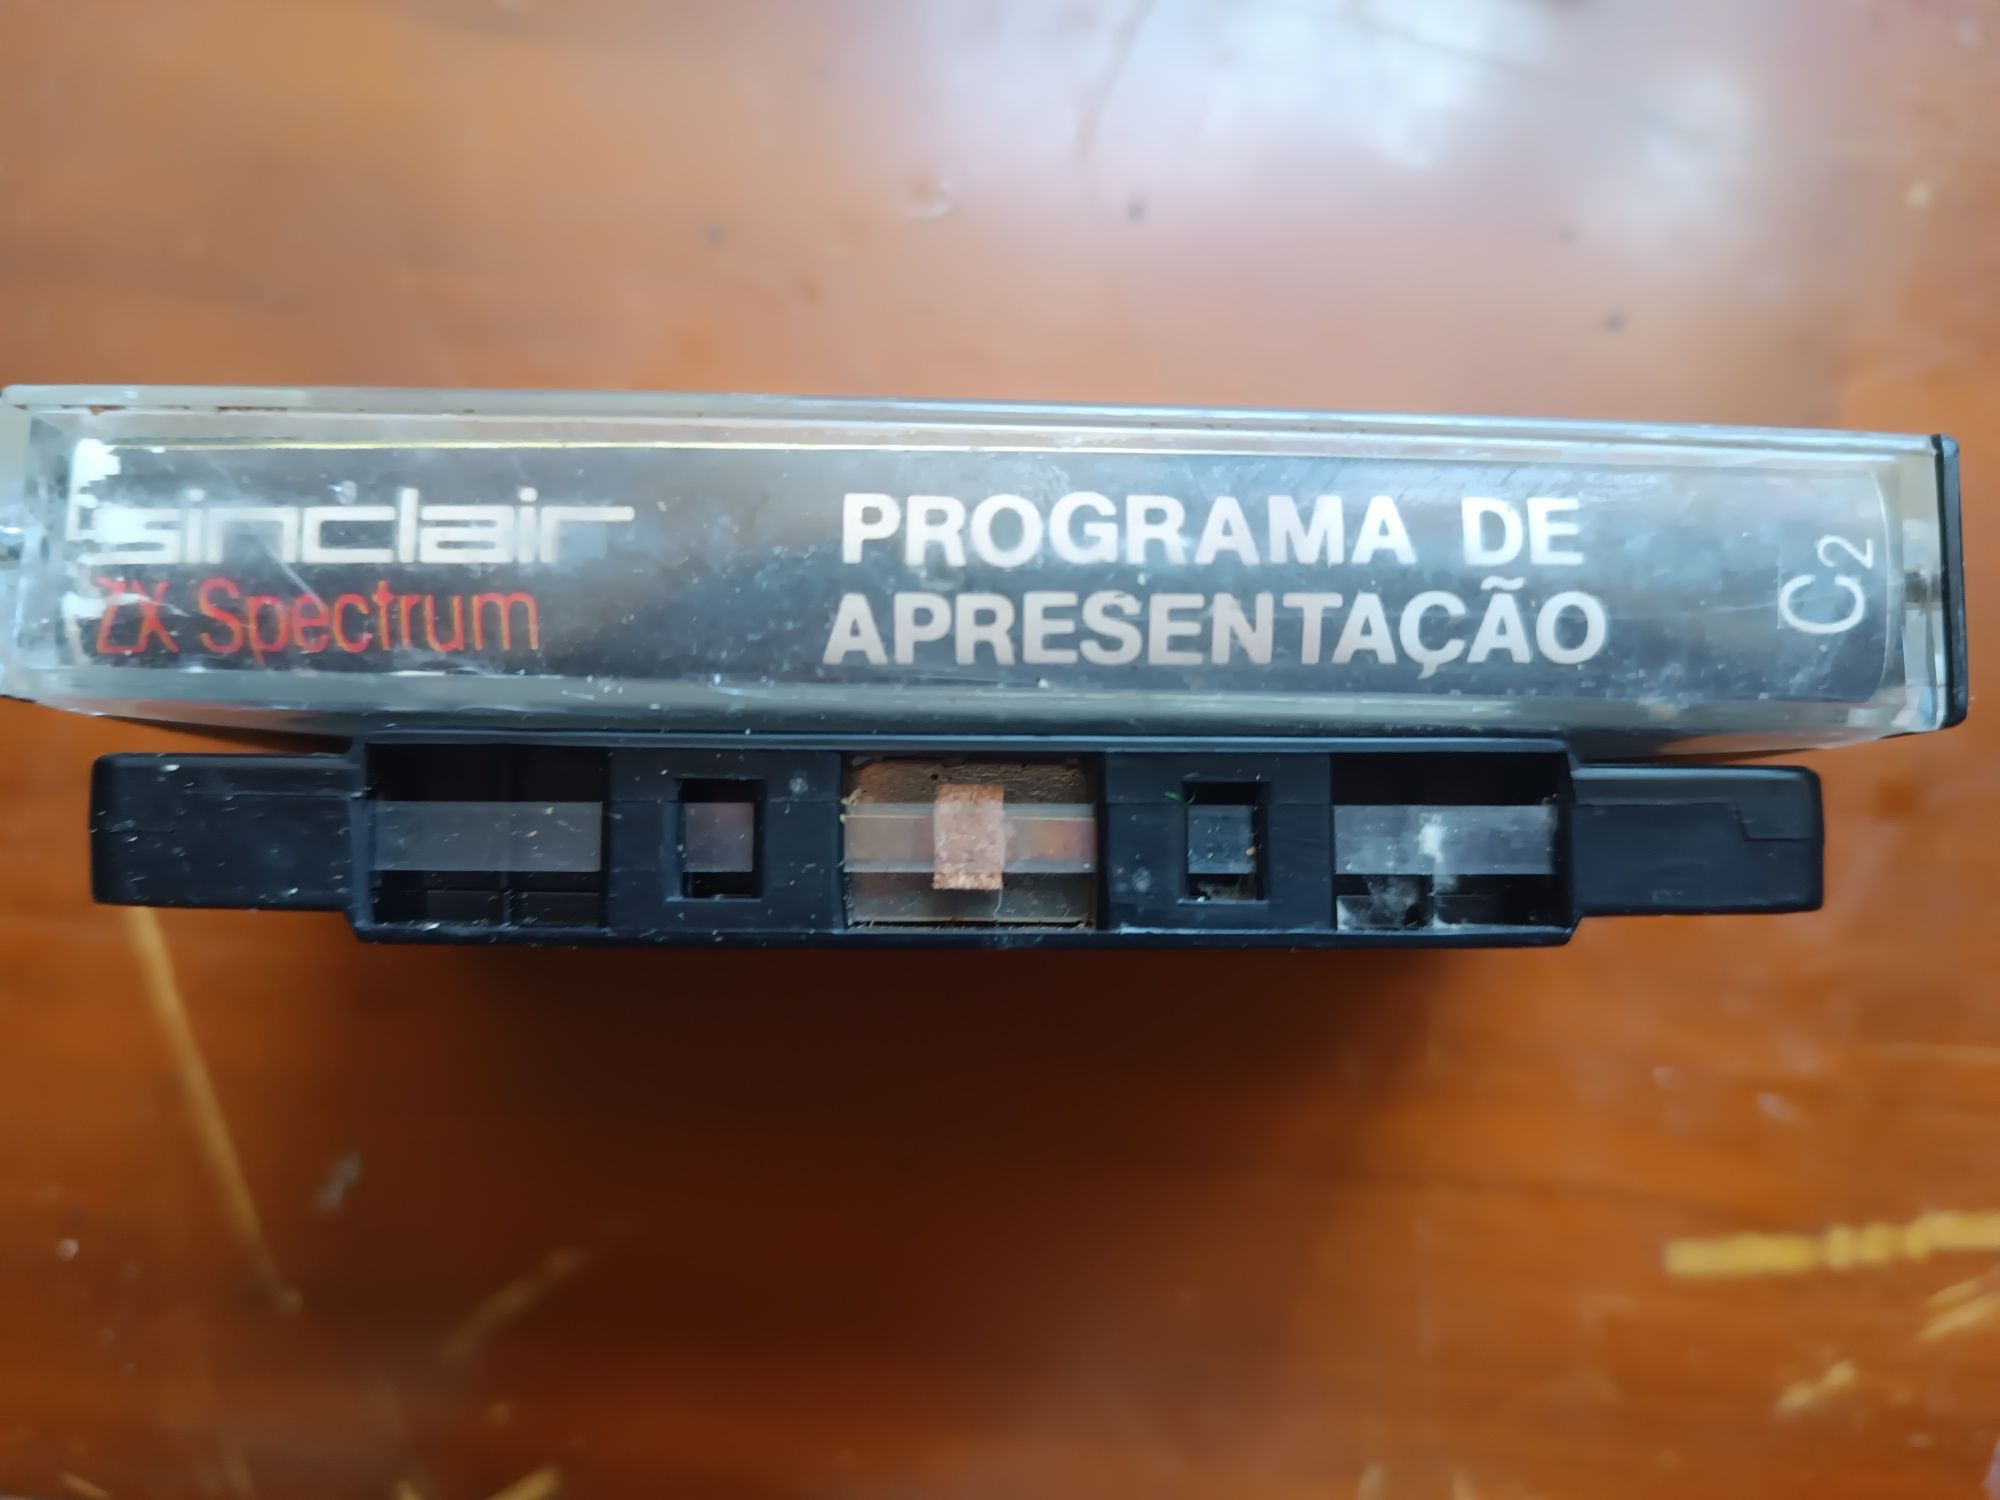 sinclair
ZX Spectrum
PROGRAMA DE
APRESENTAÇÃO
C2